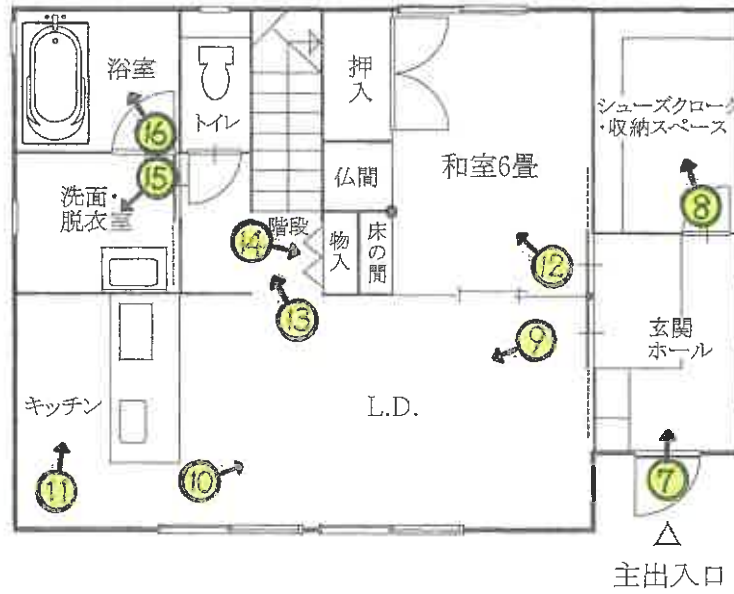 浴室
トイレ
押入
シューズクローク
・収納スペース
⑯
⑮
洗面・
脱衣室
仏間
和室6畳
⑧
階段
⑭
物入
床の間
⑫
⑬
⑨
玄関
ホール
キッチン
L.D.
⑪
⑩
⑦
主出入口